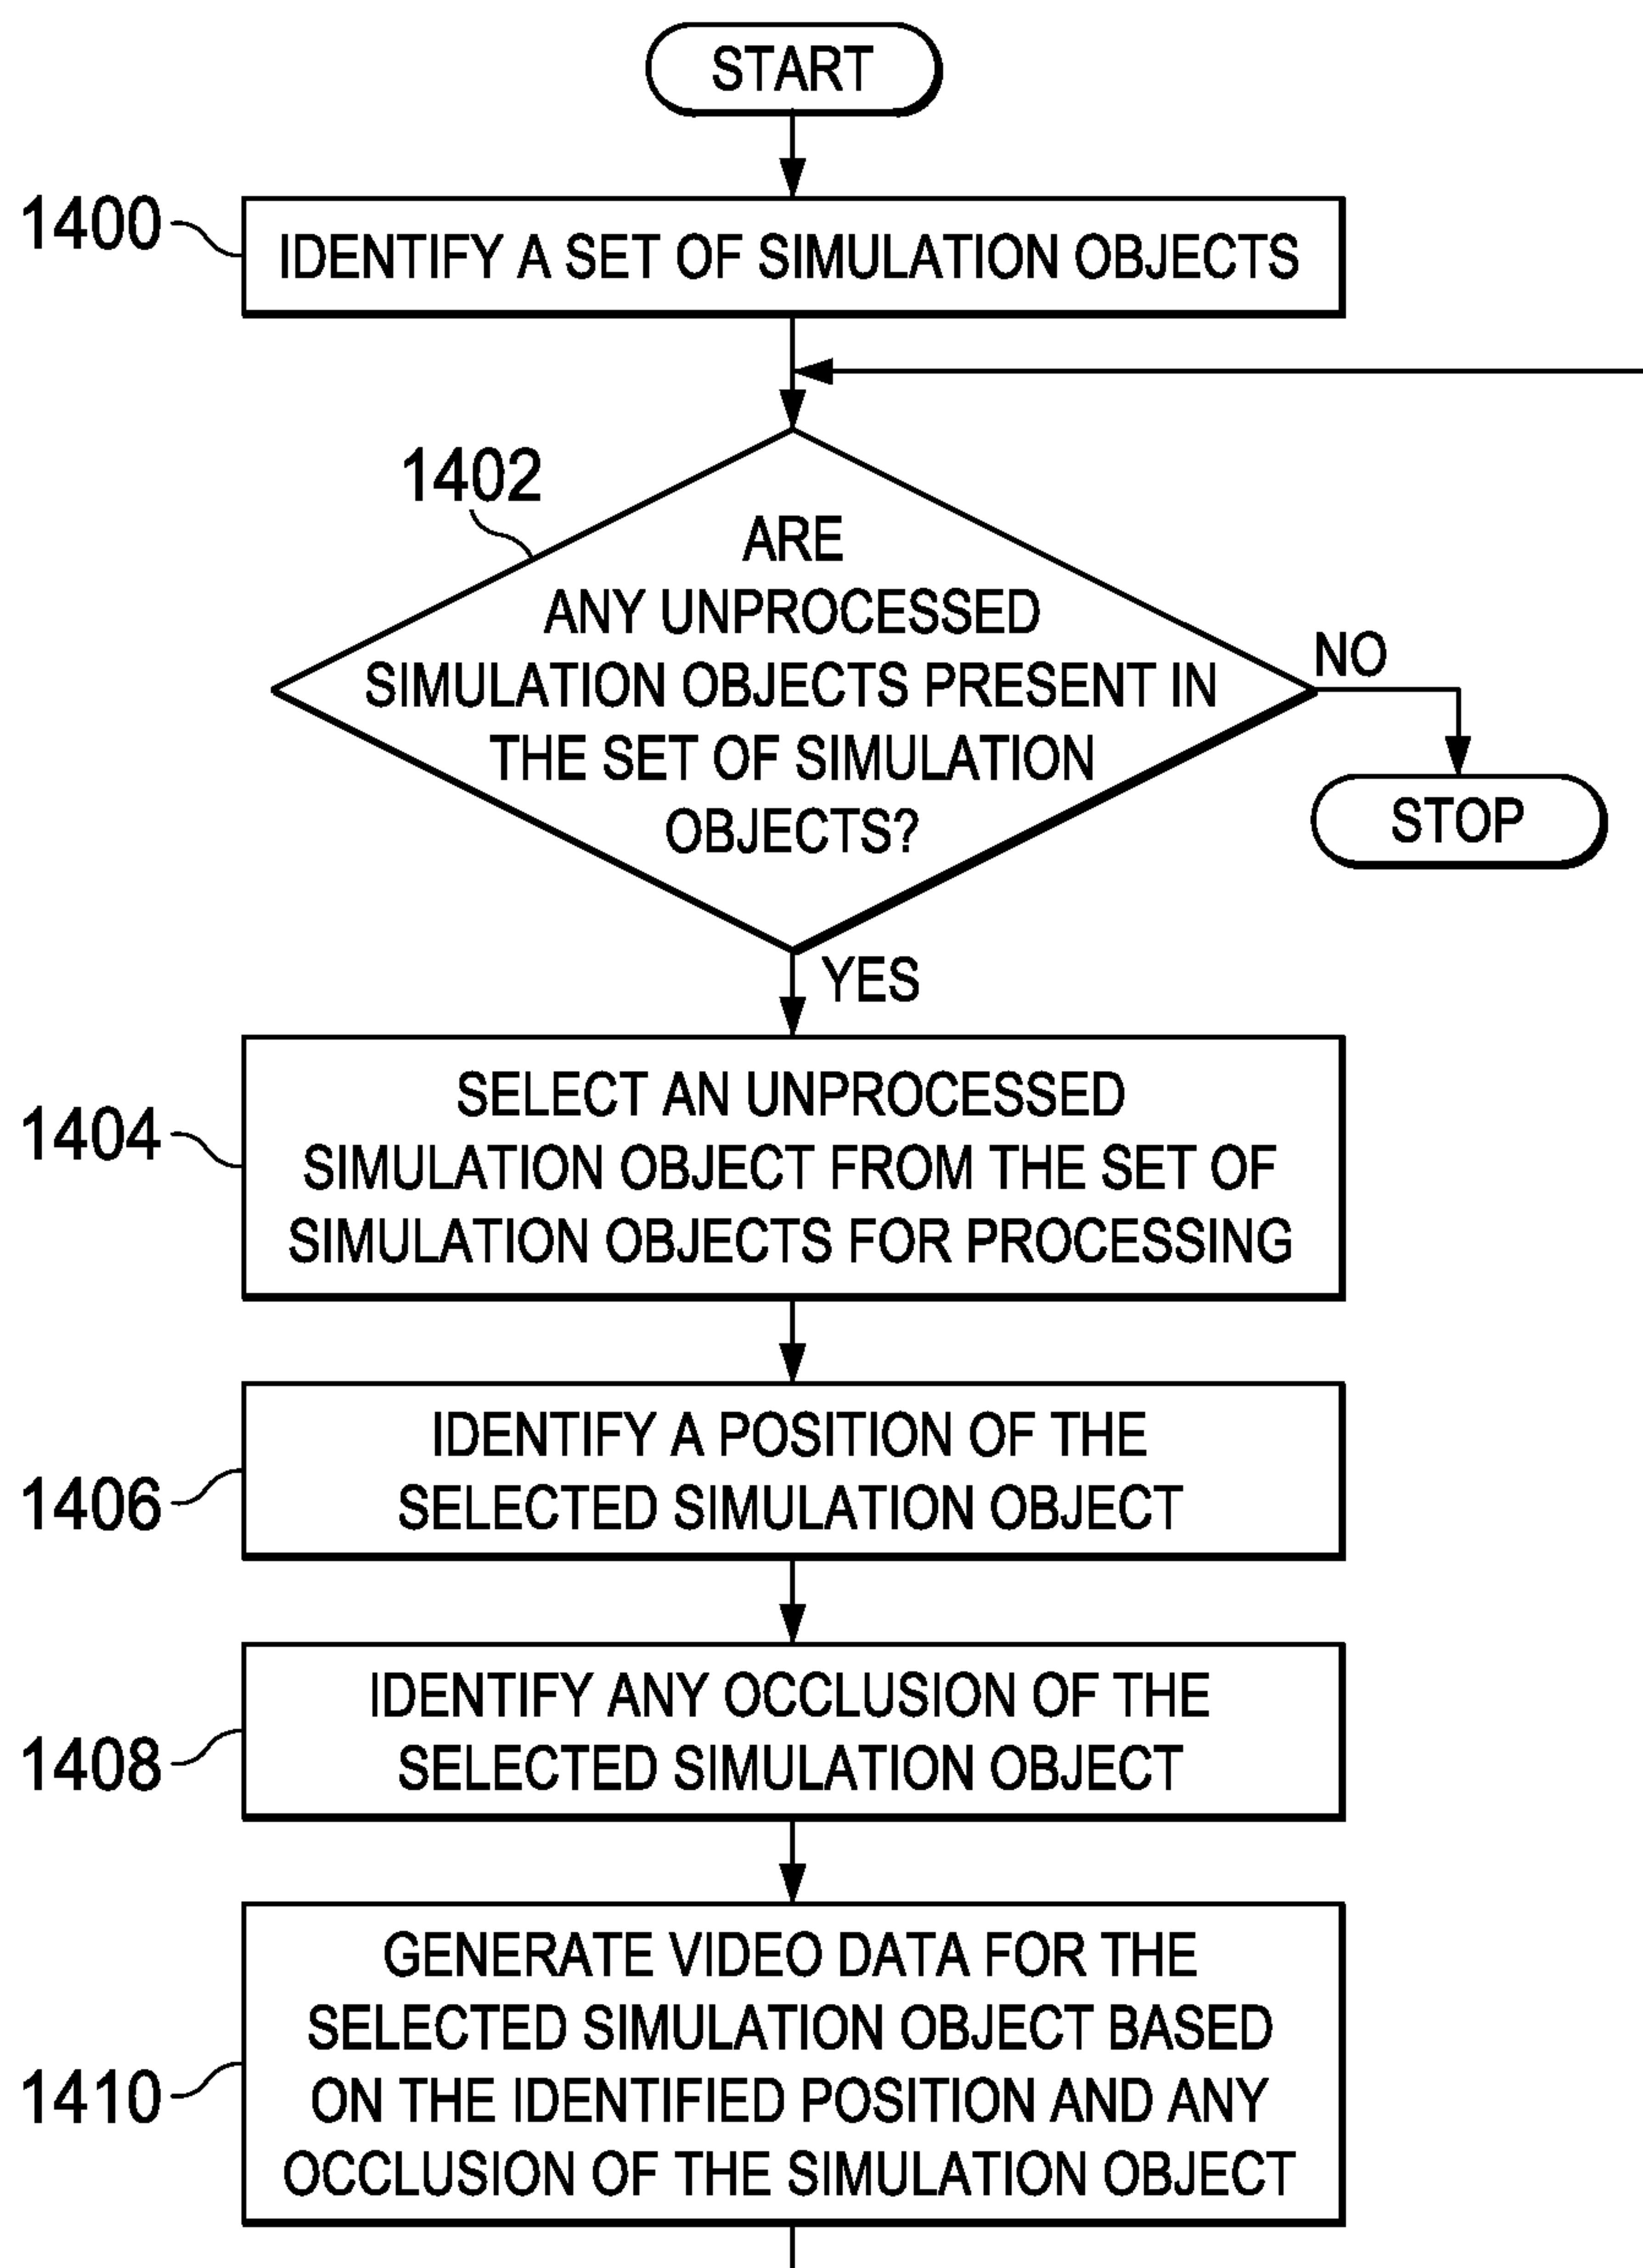 START
1400
IDENTIFY A SET OF SIMULATION OBJECTS
1402
ARE
ANY UNPROCESSED
SIMULATION OBJECTS PRESENT IN
THE SET OF SIMULATION
OBJECTS?
NO
STOP
YES
1404
SELECT AN UNPROCESSED
SIMULATION OBJECT FROM THE SET OF
SIMULATION OBJECTS FOR PROCESSING
1406
IDENTIFY A POSITION OF THE
SELECTED SIMULATION OBJECT
1408
IDENTIFY ANY OCCLUSION OF THE
SELECTED SIMULATION OBJECT
1410
GENERATE VIDEO DATA FOR THE
SELECTED SIMULATION OBJECT BASED
ON THE IDENTIFIED POSITION AND ANY
OCCLUSION OF THE SIMULATION OBJECT